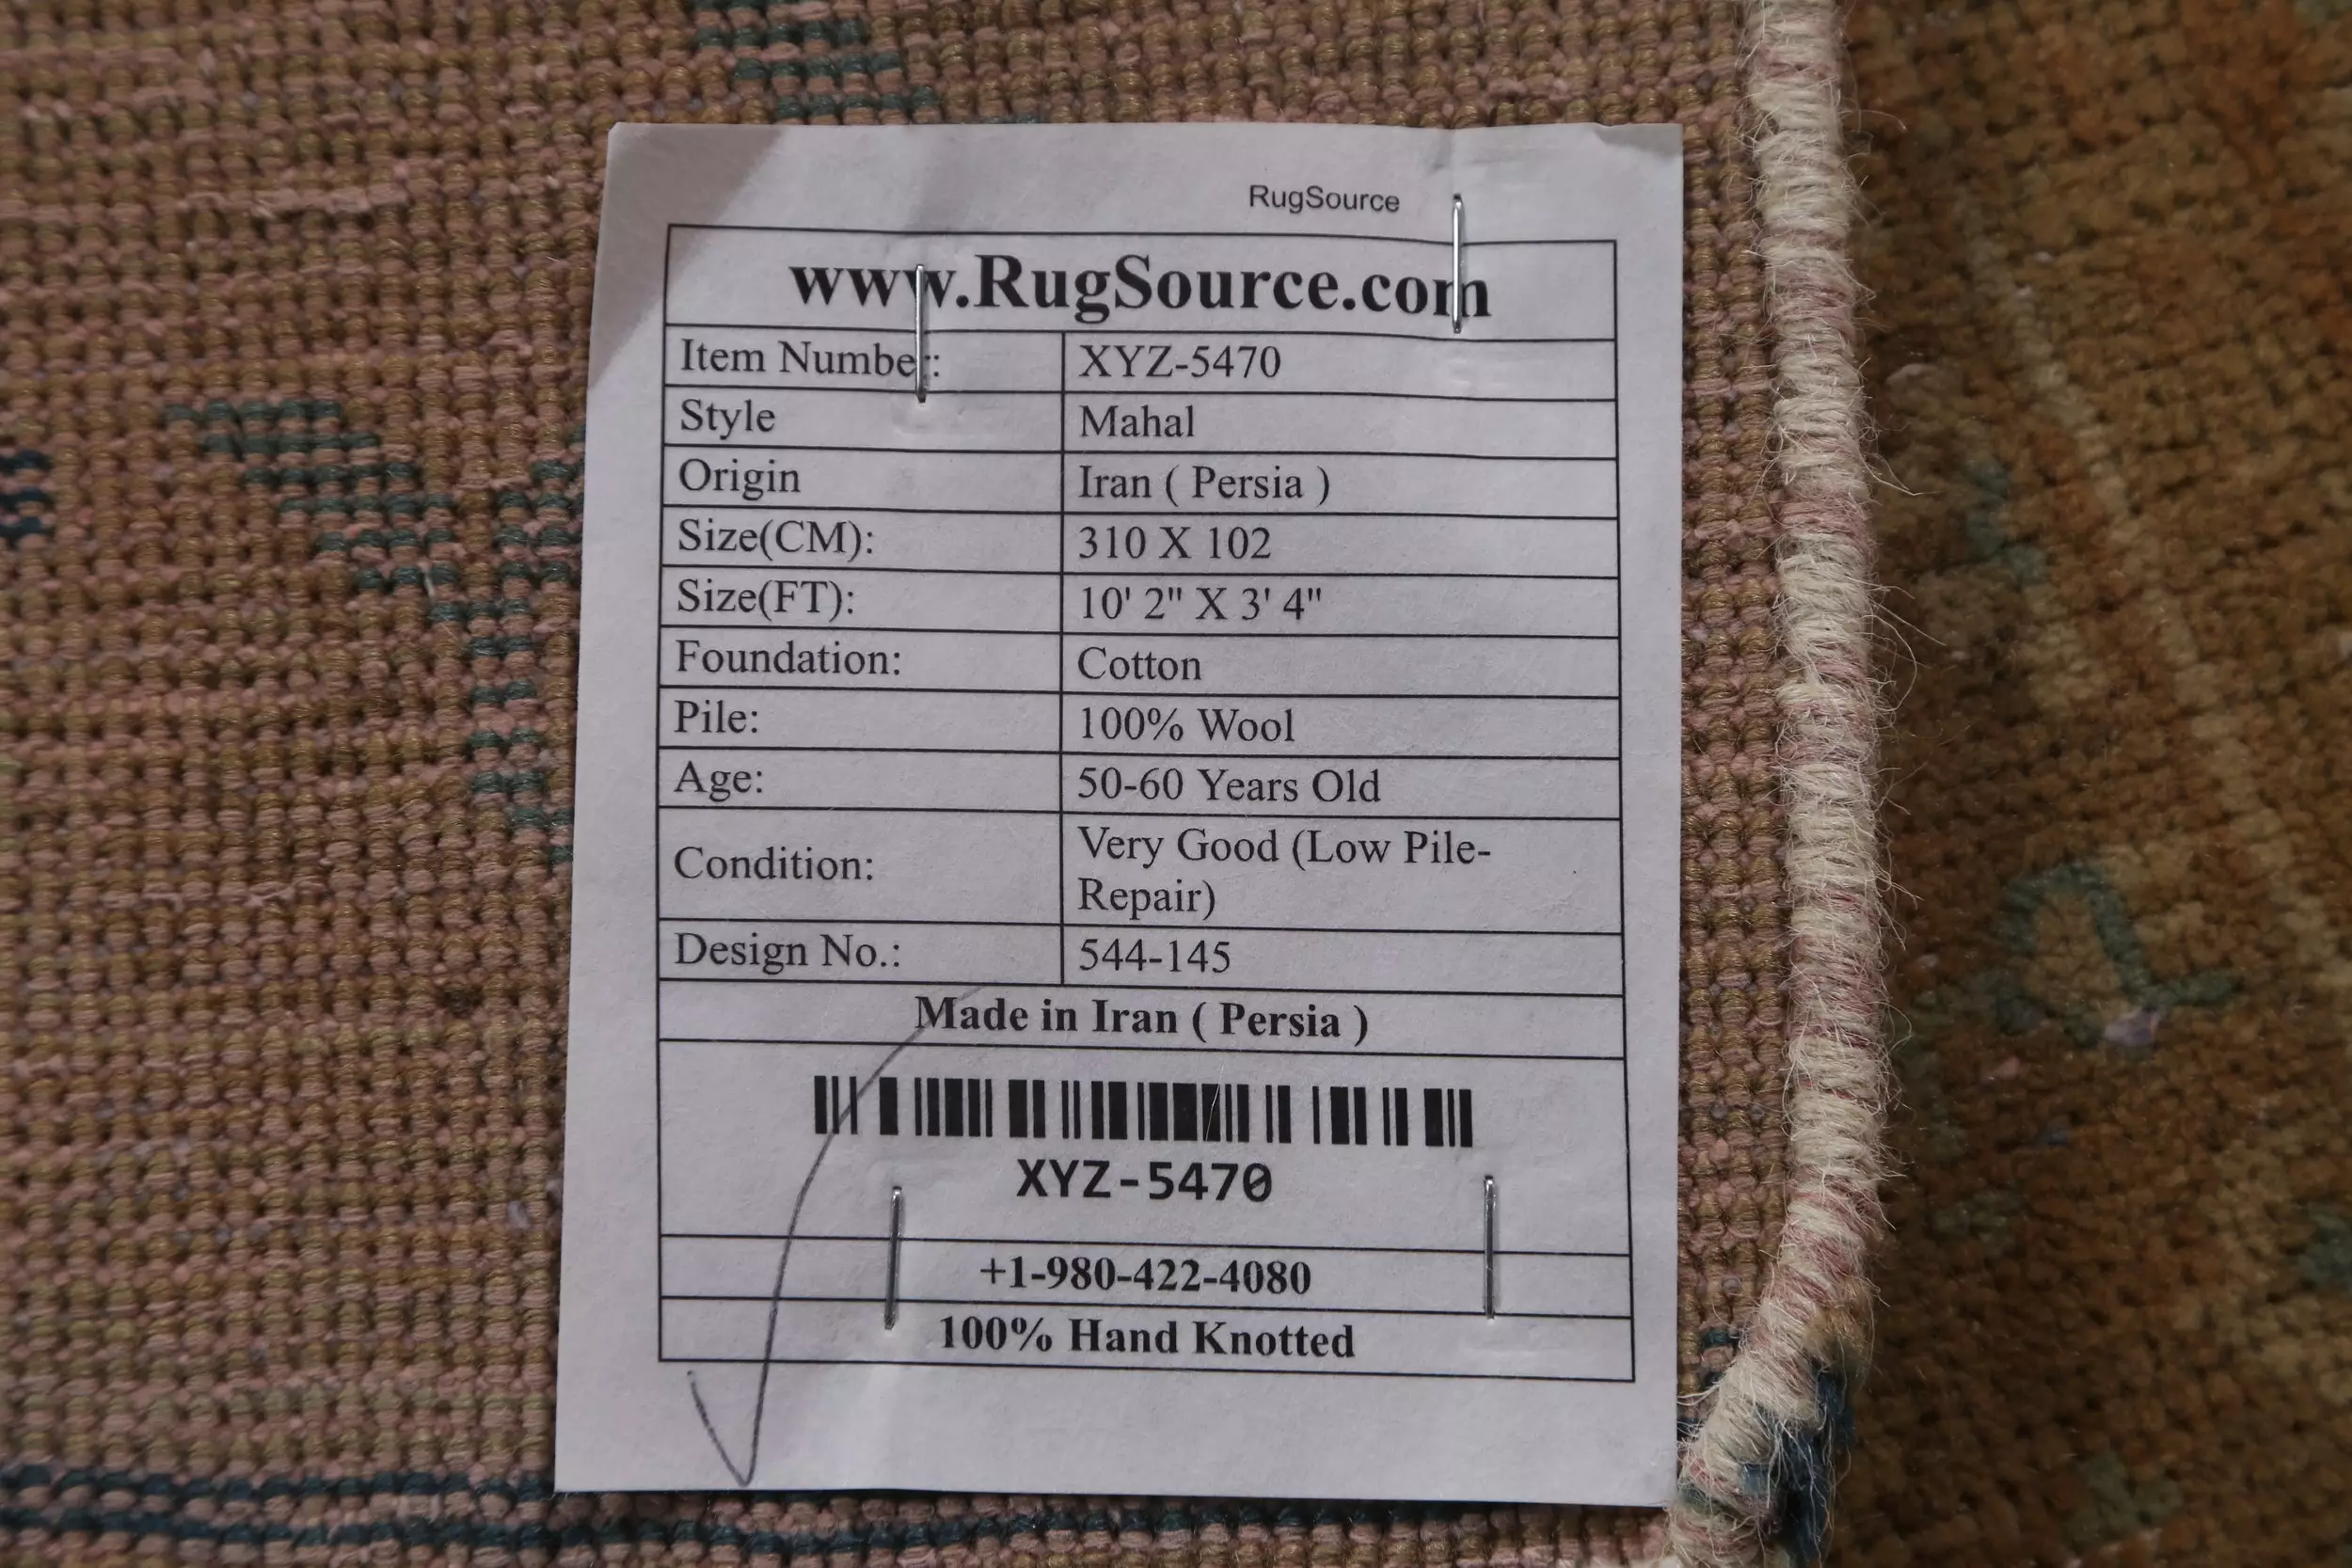 RugSource
www.RugSource.com
Item Number: XYZ-5470
Style Mahal
Origin Iran ( Persia )
Size(CM): 310 X 102
Size(FT): 10' 2" X 3' 4"
Foundation: Cotton
Pile: 100% Wool
Age: 50-60 Years Old
Condition: Very Good (Low Pile-
Repair)
Design No.: 544-145
Made in Iran ( Persia )
XYZ-5470
+1-980-422-4080
100% Hand Knotted